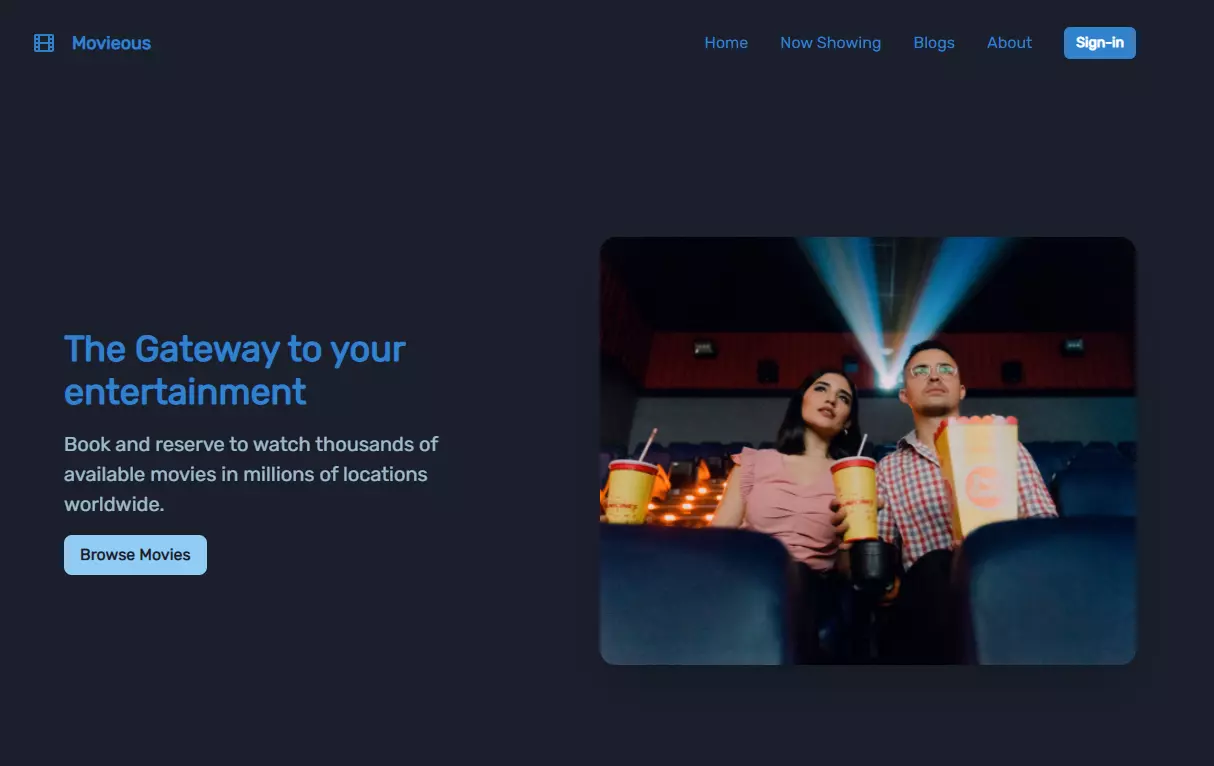 Movieous
Home
Now Showing
Blogs
About
Sign-in
The Gateway to your
entertainment
Book and reserve to watch thousands of
available movies in millions of locations
worldwide.
Browse Movies